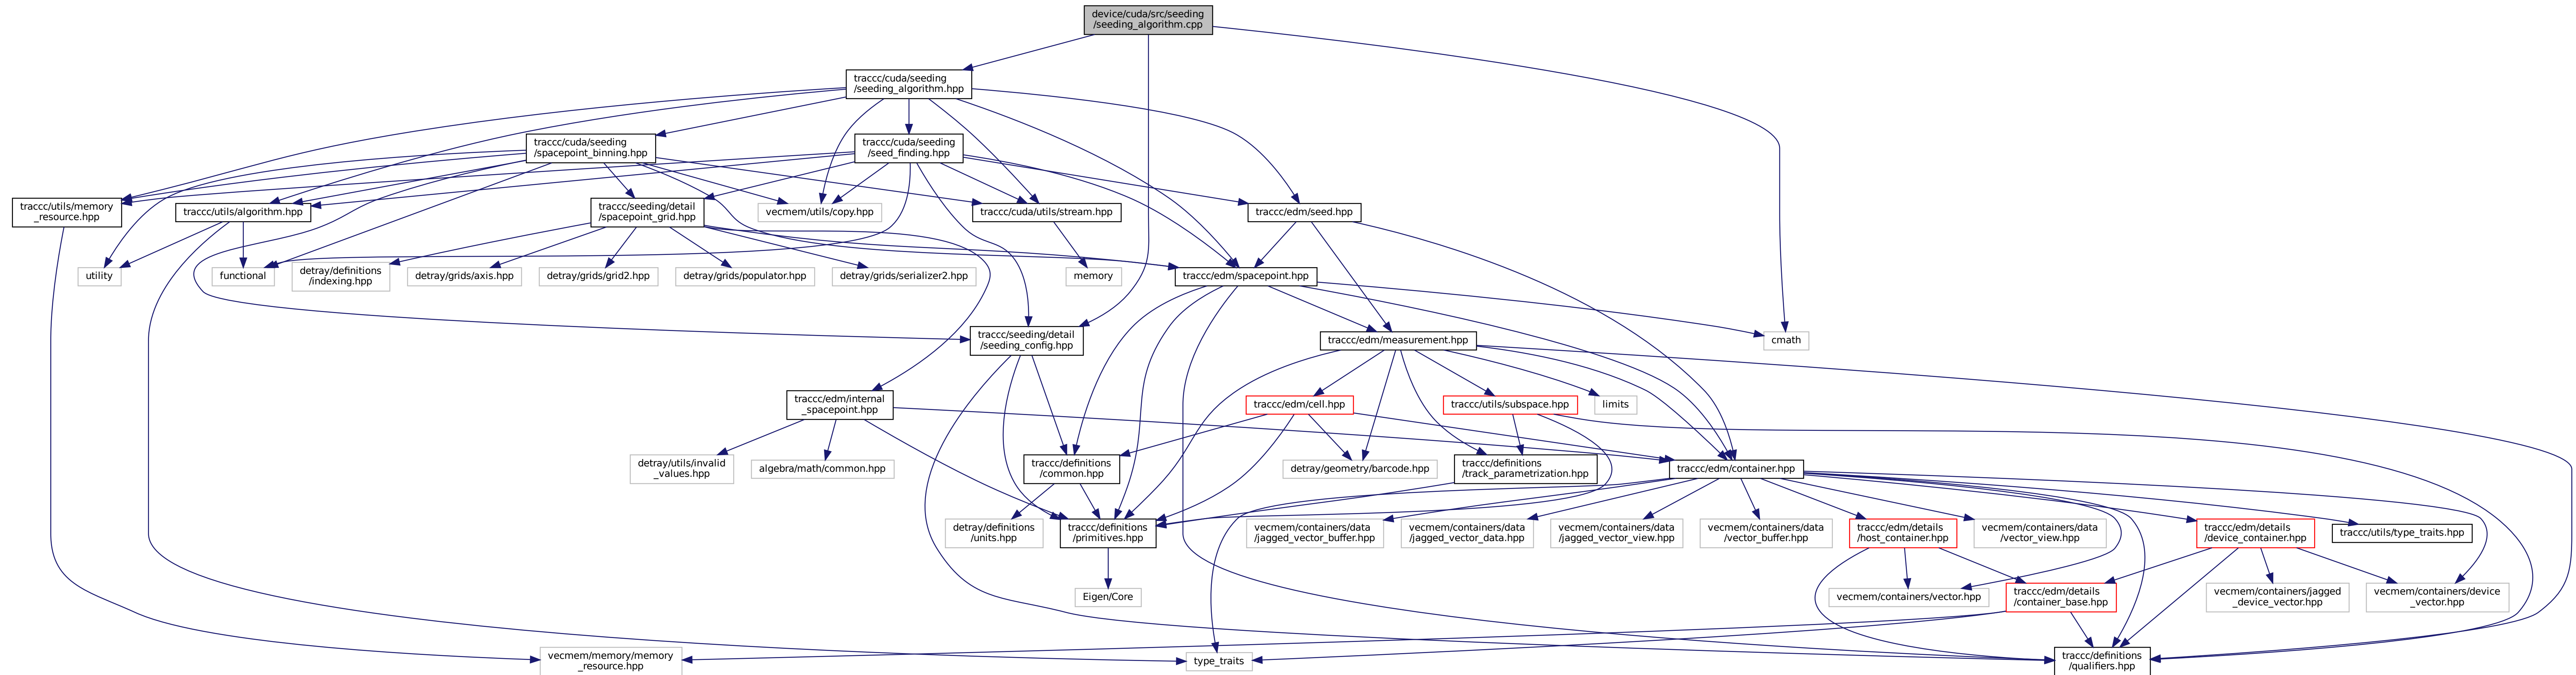 device/cuda/src/seeding
/seeding_algorithm.cpp
traccc/cuda/seeding
/seeding_algorithm.hpp
traccc/cuda/seeding
/spacepoint_binning.hpp
traccc/cuda/seeding
/seed_finding.hpp
traccc/utils/memory
_resource.hpp
traccc/utils/algorithm.hpp
traccc/seeding/detail
/spacepoint_grid.hpp
vecmem/utils/copy.hpp
traccc/cuda/utils/stream.hpp
traccc/edm/seed.hpp
utility
functional
detray/definitions
/indexing.hpp
detray/grids/axis.hpp
detray/grids/grid2.hpp
detray/grids/populator.hpp
detray/grids/serializer2.hpp
memory
traccc/edm/spacepoint.hpp
traccc/seeding/detail
/seeding_config.hpp
traccc/edm/measurement.hpp
cmath
traccc/edm/internal
_spacepoint.hpp
traccc/edm/cell.hpp
traccc/utils/subspace.hpp
limits
detray/utils/invalid
_values.hpp
algebra/math/common.hpp
traccc/definitions
/common.hpp
detray/geometry/barcode.hpp
traccc/definitions
/track_parametrization.hpp
traccc/edm/container.hpp
detray/definitions
/units.hpp
traccc/definitions
/primitives.hpp
vecmem/containers/data
/jagged_vector_buffer.hpp
vecmem/containers/data
/jagged_vector_data.hpp
vecmem/containers/data
/jagged_vector_view.hpp
vecmem/containers/data
/vector_buffer.hpp
traccc/edm/details
/host_container.hpp
vecmem/containers/data
/vector_view.hpp
traccc/edm/details
/device_container.hpp
traccc/utils/type_traits.hpp
Eigen/Core
vecmem/containers/vector.hpp
traccc/edm/details
/container_base.hpp
vecmem/containers/jagged
_device_vector.hpp
vecmem/containers/device
_vector.hpp
vecmem/memory/memory
_resource.hpp
type_traits
traccc/definitions
/qualifiers.hpp